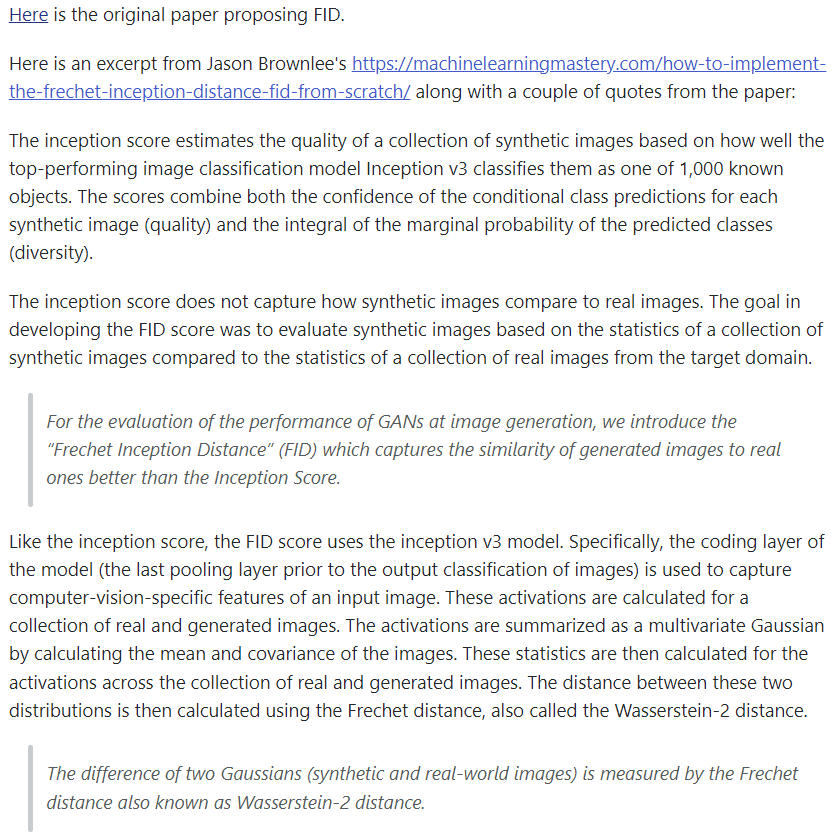 Here is the original paper proposing FID.
Here is an excerpt from Jason Brownlee's https://machinelearningmastery.com/how-to-implement-
the-frechet-inception-distance-fid-from-scratch/ along with a couple of quotes from the paper:
The inception score estimates the quality of a collection of synthetic images based on how well the
top-performing image classification model Inception v3 classifies them as one of 1,000 known
objects. The scores combine both the confidence of the conditional class predictions for each
synthetic image (quality) and the integral of the marginal probability of the predicted classes
(diversity).
The inception score does not capture how synthetic images compare to real images. The goal in
developing the FID score was to evaluate synthetic images based on the statistics of a collection of
synthetic images compared to the statistics of a collection of real images from the target domain.
For the evaluation of the performance of GANs at image generation, we introduce the
“Frechet Inception Distance” (FID) which captures the similarity of generated images to real
ones better than the Inception Score.
Like the inception score, the FID score uses the inception v3 model. Specifically, the coding layer of
the model (the last pooling layer prior to the output classification of images) is used to capture
computer-vision-specific features of an input image. These activations are calculated for a
collection of real and generated images. The activations are summarized as a multivariate Gaussian
by calculating the mean and covariance of the images. These statistics are then calculated for the
activations across the collection of real and generated images. The distance between these two
distributions is then calculated using the Frechet distance, also called the Wasserstein-2 distance.
The difference of two Gaussians (synthetic and real-world images) is measured by the Frechet
distance also known as Wasserstein-2 distance.